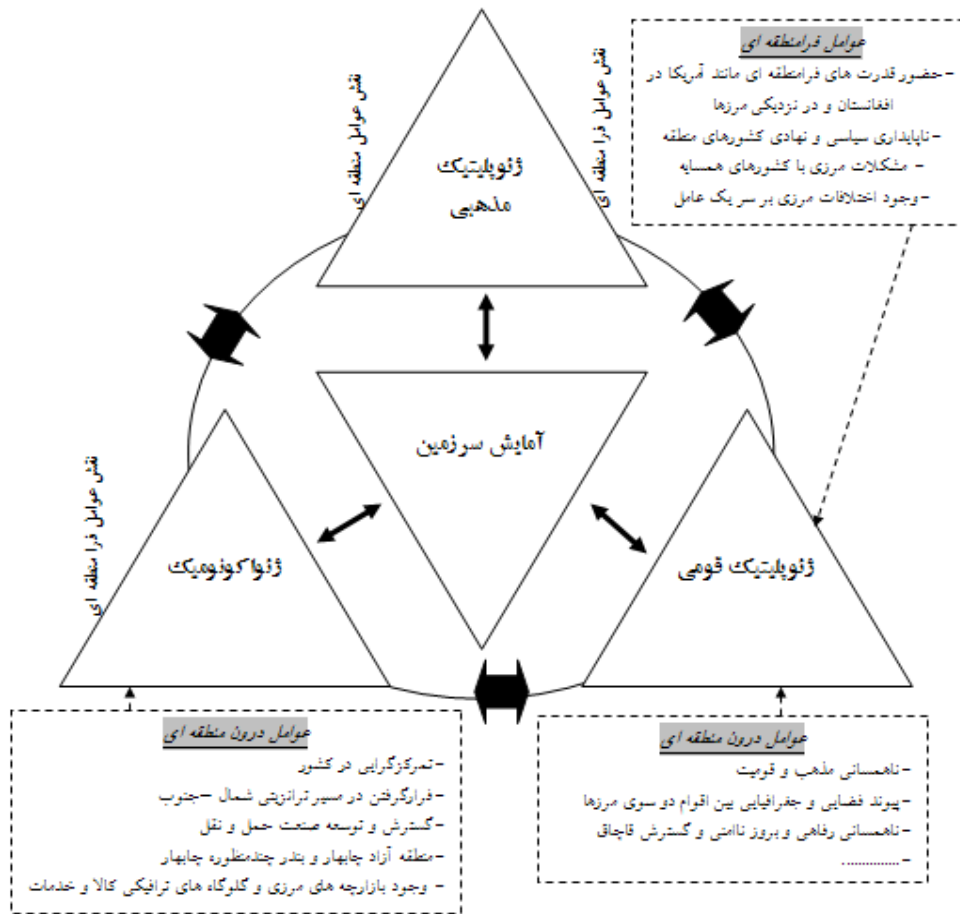 عوامل فرامنطقه ای
-حضور قدرت های فرامنطقه ای مانند آمریکا در
افغانستان و در نزدیکی مرزها
-ناپایداری سیاسی و نهادی کشورهای منطقه
- مشکلات مرزی با کشورهای همسایه
-وجود اختلافات مرزی بر سر یک عامل
نقش عوامل فرا منطقه ای
نقش عوامل منطقه ای
ژئوپلیتیک
مذهبی
آمایش سرزمین
ژئوپلیتیک قومی
ژئواکونومیک
نقش عوامل فرا منطقه ای
عوامل درون منطقه ای
-ناهمسانی مذهب و قومیت
-پیوند فضایی و جغرافیایی بین اقوام دو سوی مرزها
-ناهمسانی رفاهی و بروز ناامنی و گسترش قاچاق
-.............
عوامل درون منطقه ای
-تمرکزگرایی در کشور
-قرارگرفتن در مسیر ترانزیتی شمال -جنوب
-گسترش و توسعه صنعت حمل و نقل
-منطقه آزاد چابهار و بندر چندمنظوره چابهار
- وجود بازارچه های مرزی و گلوگاه های ترافیکی کالا و خدمات